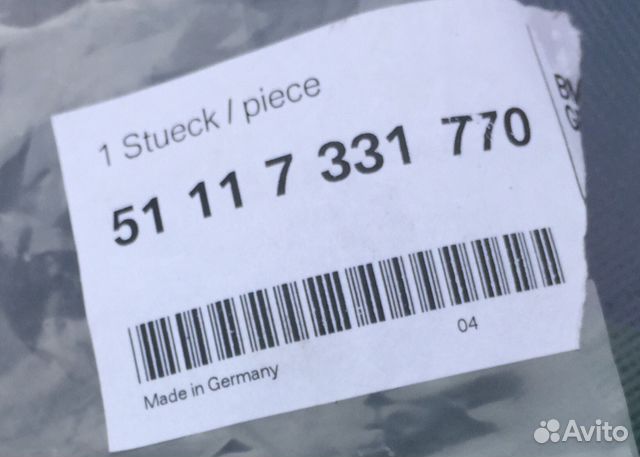 1 Stueck / piece
51 11 7 331 770
04
Made in Germany
Avito